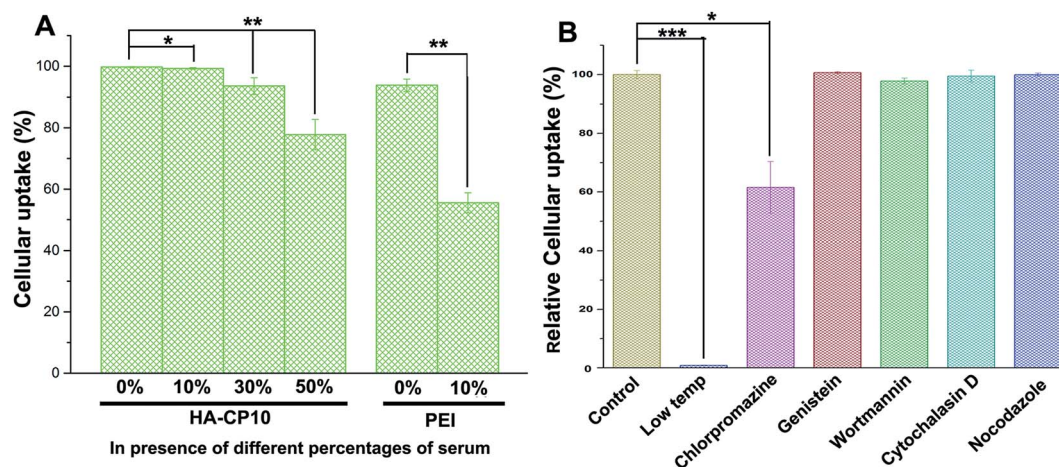 A
**
*
**
Cellular uptake (%)
100
80
60
40
20
0
0% 10% 30% 50% 0% 10%
HA-CP10 PEI
In presence of different percentages of serum
B
*
***
Relative Cellular uptake (%)
100
80
60
40
20
0
Control
Low temp
Chlorpromazine
Genistein
Wortmannin
Cytochalasin D
Nocodazole